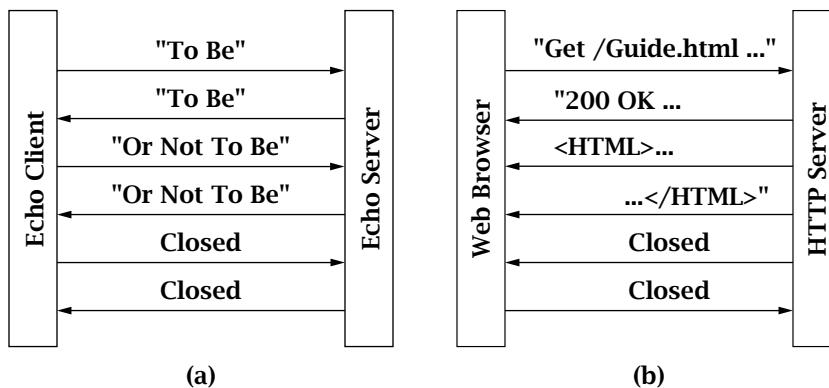 Echo Client
"To Be"
"To Be"
"Or Not To Be"
"Or Not To Be"
Closed
Closed
Echo Server
(a)
Web Browser
"Get /Guide.html ..."
"200 OK ...
<HTML>...
...</HTML>"
Closed
Closed
HTTP Server
(b)